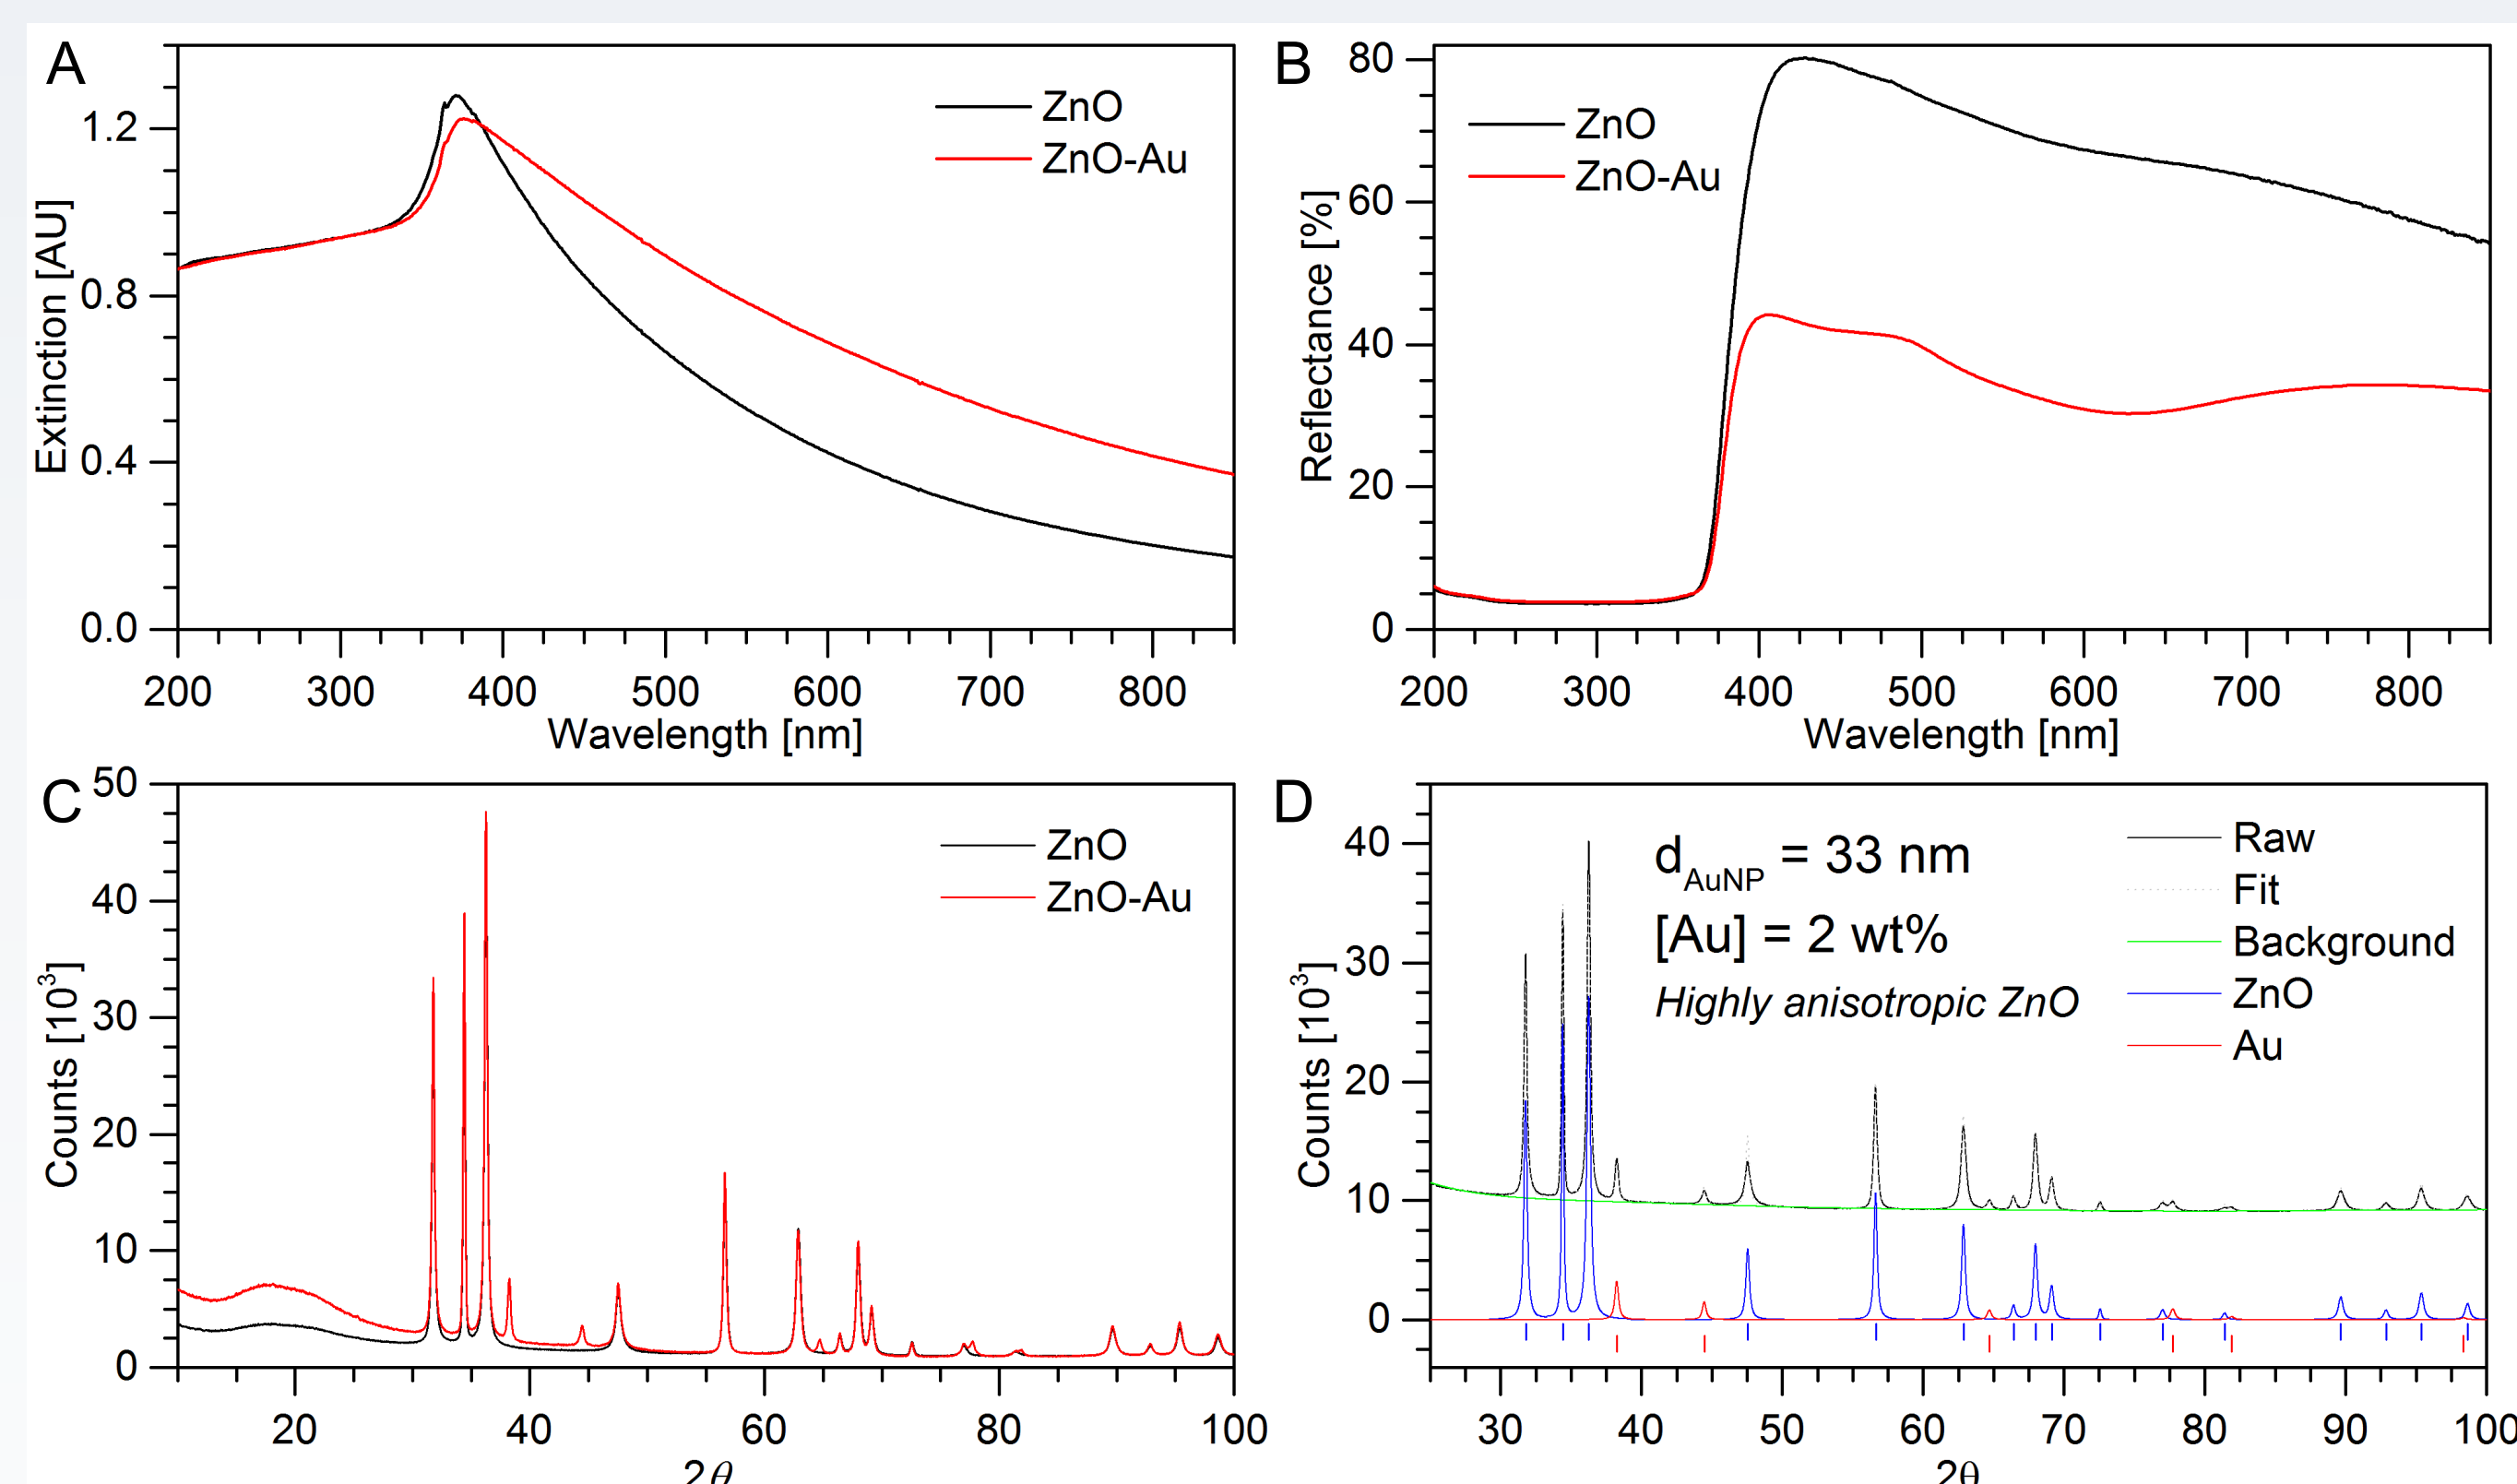 A
Extinction [AU]
1.2
0.8
0.4
0.0
ZnO
ZnO-Au
200 300 400 500 600 700 800
Wavelength [nm]
B
Reflectance [%]
80
60
40
20
0
ZnO
ZnO-Au
200 300 400 500 600 700 800
Wavelength [nm]
C
Counts [10³]
50
40
30
20
10
0
ZnO
ZnO-Au
20 40 60 80 100
2θ
D
Counts [10³]
40
30
20
10
0
d_AuNP = 33 nm
[Au] = 2 wt%
Highly anisotropic ZnO
Raw
Fit
Background
ZnO
Au
30 40 50 60 70 80 90 100
2θ